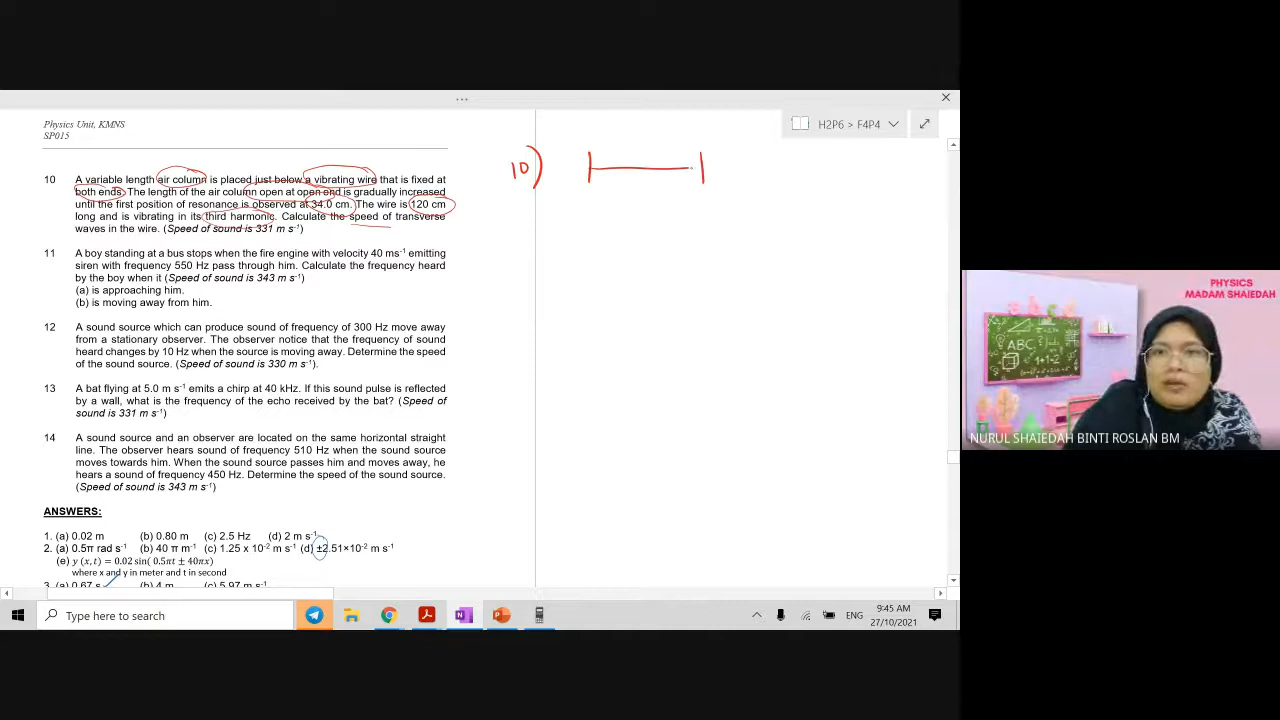 H2P6 > F4P4
Physics Unit, KMNS
SP015
10 A variable length air column is placed just below a vibrating wire that is fixed at
both ends. The length of the air column open at open end is gradually increased
until the first position of resonance is observed at 34.0 cm. The wire is 120 cm
long and is vibrating in its third harmonic. Calculate the speed of transverse
waves in the wire. (Speed of sound is 331 m s⁻¹)
10)
11 A boy standing at a bus stops when the fire engine with velocity 40 ms⁻¹ emitting
siren with frequency 550 Hz pass through him. Calculate the frequency heard
by the boy when it (Speed of sound is 343 m s⁻¹)
(a) is approaching him.
(b) is moving away from him.
12 A sound source which can produce sound of frequency of 300 Hz move away
from a stationary observer. The observer notice that the frequency of sound
heard changes by 10 Hz when the source is moving away. Determine the speed
of the sound source. (Speed of sound is 330 m s⁻¹).
13 A bat flying at 5.0 m s⁻¹ emits a chirp at 40 kHz. If this sound pulse is reflected
by a wall, what is the frequency of the echo received by the bat? (Speed of
sound is 331 m s⁻¹)
14 A sound source and an observer are located on the same horizontal straight
line. The observer hears sound of frequency 510 Hz when the sound source
moves towards him. When the sound source passes him and moves away, he
hears a sound of frequency 450 Hz. Determine the speed of the sound source.
(Speed of sound is 343 m s⁻¹)
ANSWERS:
1. (a) 0.02 m (b) 0.80 m (c) 2.5 Hz (d) 2 m s⁻¹
2. (a) 0.5π rad s⁻¹ (b) 40 π m⁻¹ (c) 1.25 x 10⁻² m s⁻¹ (d) ±2.51×10⁻² m s⁻¹
(e) y (x, t) = 0.02 sin( 0.5πt ± 40πx)
where x and y in meter and t in second
3. (a) 0.67 s (b) 4 m (c) 5.97 m s⁻¹
PHYSICS
MADAM SHAIEDAH
ABC
1+1=2
NURUL SHAIEDAH BINTI ROSLAN BM
Type here to search
ENG
9:45 AM
27/10/2021